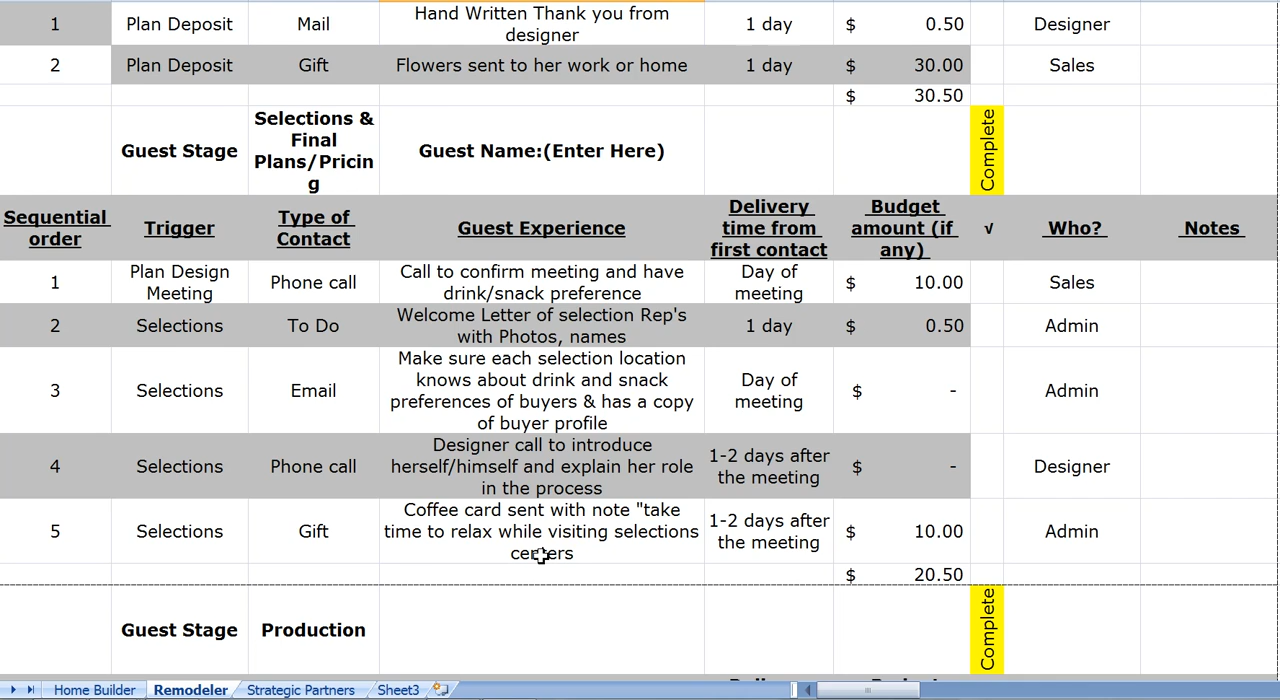 1 Plan Deposit Mail Hand Written Thank you from designer 1 day $ 0.50 Designer
2 Plan Deposit Gift Flowers sent to her work or home 1 day $ 30.00 Sales
$ 30.50
Guest Stage Selections & Final Plans/Pricing Guest Name:(Enter Here) Complete
Sequential order Trigger Type of Contact Guest Experience Delivery time from first contact Budget amount (if any) √ Who? Notes
1 Plan Design Meeting Phone call Call to confirm meeting and have drink/snack preference Day of meeting $ 10.00 Sales
2 Selections To Do Welcome Letter of selection Rep's with Photos, names 1 day $ 0.50 Admin
3 Selections Email Make sure each selection location knows about drink and snack preferences of buyers & has a copy of buyer profile Day of meeting $ - Admin
4 Selections Phone call Designer call to introduce herself/himself and explain her role in the process 1-2 days after the meeting $ - Designer
5 Selections Gift Coffee card sent with note "take time to relax while visiting selections centers 1-2 days after the meeting $ 10.00 Admin
$ 20.50
Guest Stage Production Complete
Home Builder Remodeler Strategic Partners Sheet3